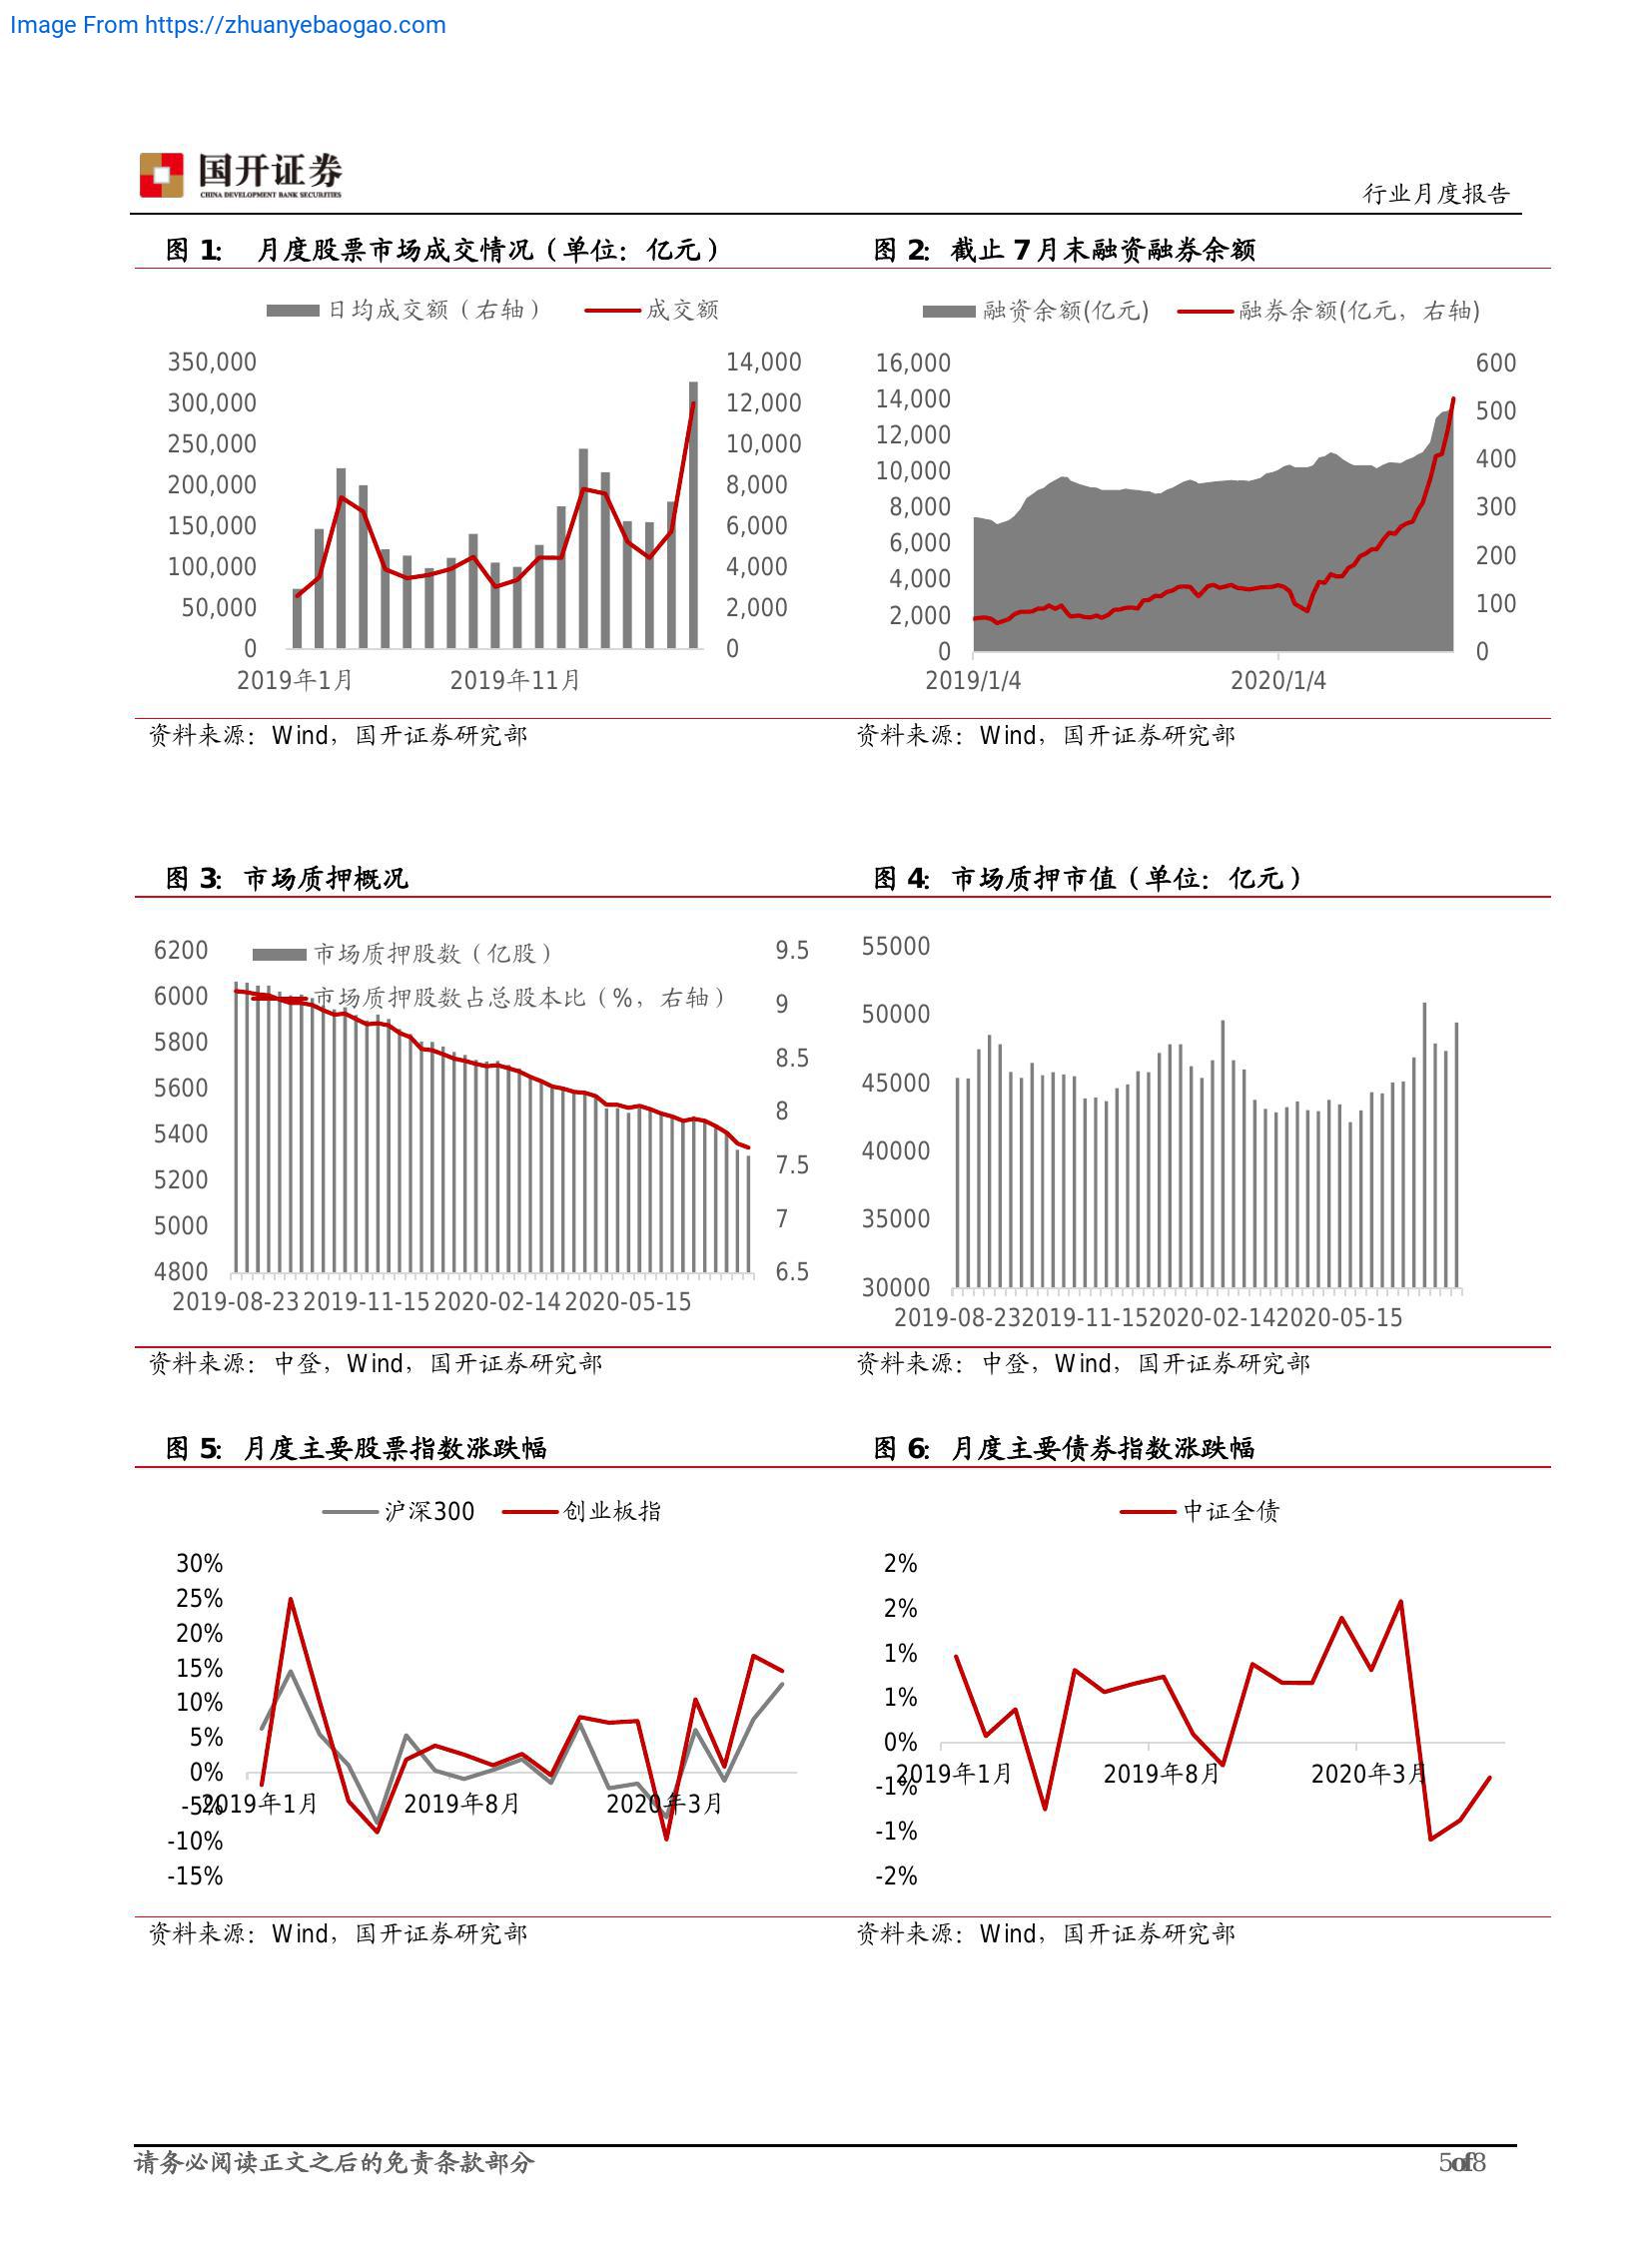 Image From https://zhuanyebaogao.com
国开证券
CHINA DEVELOPMENT BANK SECURITIES
行业月度报告
图 1: 月度股票市场成交情况（单位：亿元）
日均成交额（右轴） 成交额
350,000
300,000
250,000
200,000
150,000
100,000
50,000
0
14,000
12,000
10,000
8,000
6,000
4,000
2,000
0
2019年1月 2019年11月
资料来源：Wind，国开证券研究部
图 2: 截止 7 月末融资融券余额
融资余额(亿元) 融券余额(亿元，右轴)
16,000
14,000
12,000
10,000
8,000
6,000
4,000
2,000
0
600
500
400
300
200
100
0
2019/1/4 2020/1/4
资料来源：Wind，国开证券研究部
图 3: 市场质押概况
市场质押股数（亿股）
市场质押股数占总股本比（%，右轴）
6200
6000
5800
5600
5400
5200
5000
4800
9.5
9
8.5
8
7.5
7
6.5
2019-08-23 2019-11-15 2020-02-14 2020-05-15
资料来源：中登，Wind，国开证券研究部
图 4: 市场质押市值（单位：亿元）
55000
50000
45000
40000
35000
30000
2019-08-23 2019-11-15 2020-02-14 2020-05-15
资料来源：中登，Wind，国开证券研究部
图 5: 月度主要股票指数涨跌幅
沪深300 创业板指
30%
25%
20%
15%
10%
5%
0%
-5%
-10%
-15%
2019年1月 2019年8月 2020年3月
资料来源：Wind，国开证券研究部
图 6: 月度主要债券指数涨跌幅
中证全债
2%
2%
1%
1%
0%
-1%
-1%
-2%
2019年1月 2019年8月 2020年3月
资料来源：Wind，国开证券研究部
请务必阅读正文之后的免责条款部分
5of8